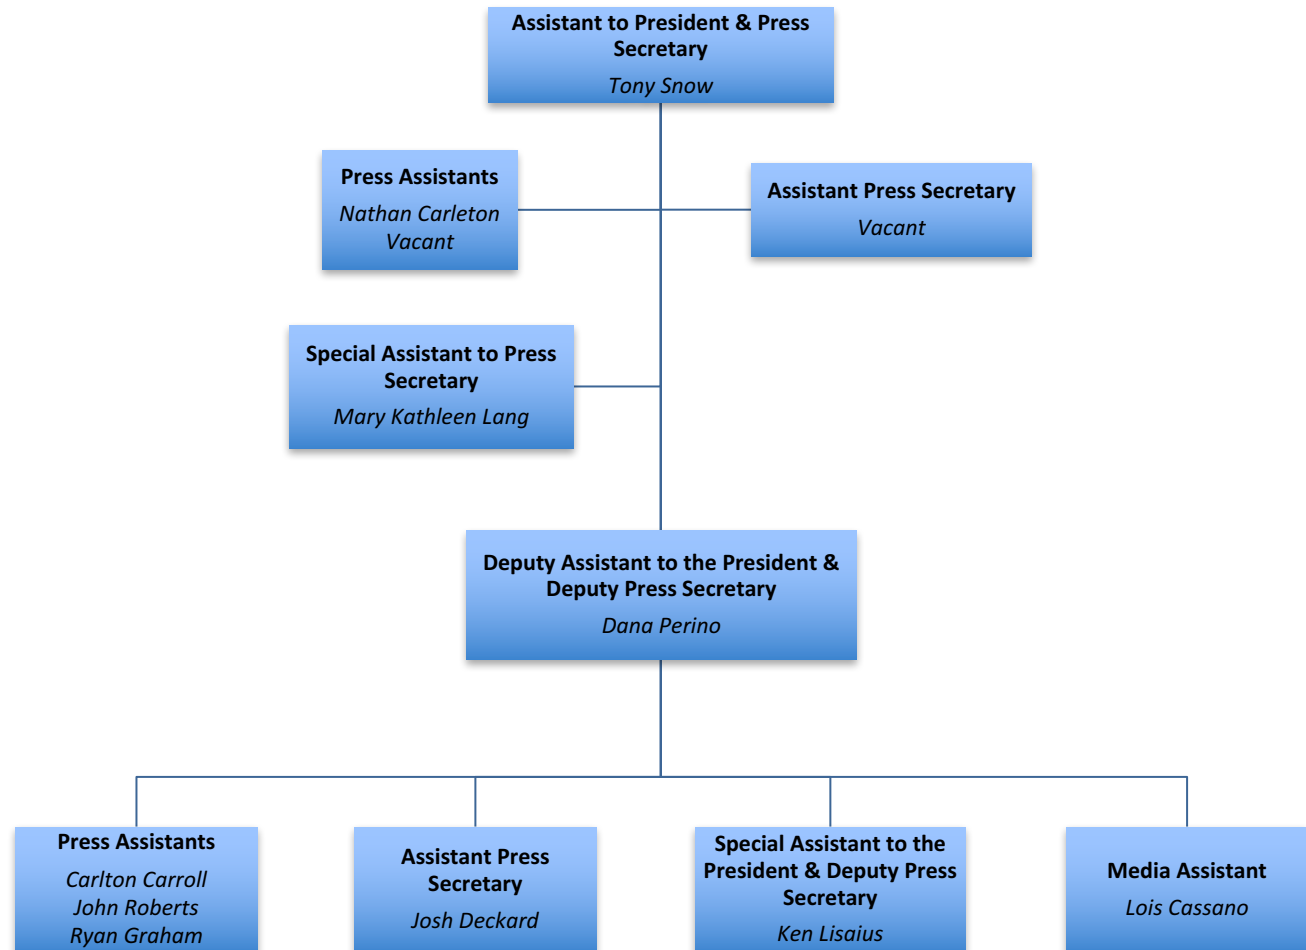 Assistant to President & Press
Secretary
Tony Snow
Press Assistants
Nathan Carleton
Vacant
Assistant Press Secretary
Vacant
Special Assistant to Press
Secretary
Mary Kathleen Lang
Deputy Assistant to the President &
Deputy Press Secretary
Dana Perino
Press Assistants
Carlton Carroll
John Roberts
Ryan Graham
Assistant Press
Secretary
Josh Deckard
Special Assistant to the
President & Deputy Press
Secretary
Ken Lisaius
Media Assistant
Lois Cassano